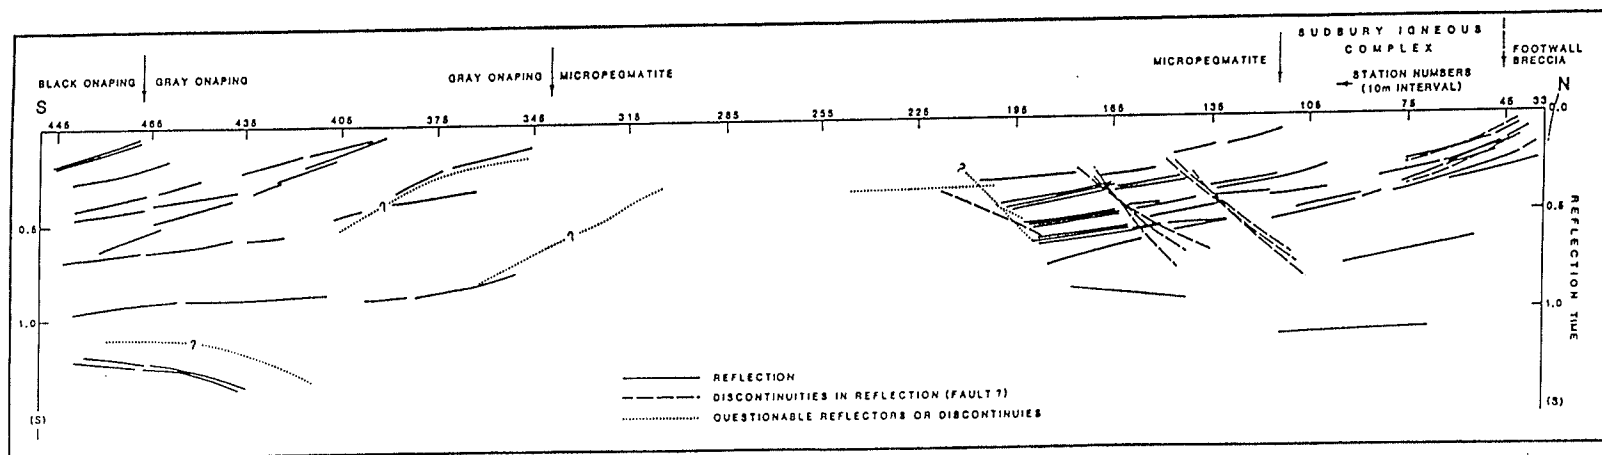 SUDBURY IGNEOUS
COMPLEX
BLACK ONAPING GRAY ONAPING GRAY ONAPING MICROPEGMATITE MICROPEGMATITE FOOTWALL
BRECCIA
STATION NUMBERS
(10m INTERVAL)
S N
445 465 435 405 375 345 315 285 255 225 195 165 135 105 75 45 33 0.0
?
?
0.5 0.5
?
1.0 1.0
?
REFLECTION TIME
REFLECTION
DISCONTINUITIES IN REFLECTION (FAULT ?)
QUESTIONABLE REFLECTORS OR DISCONTINUIES
(S) (S)